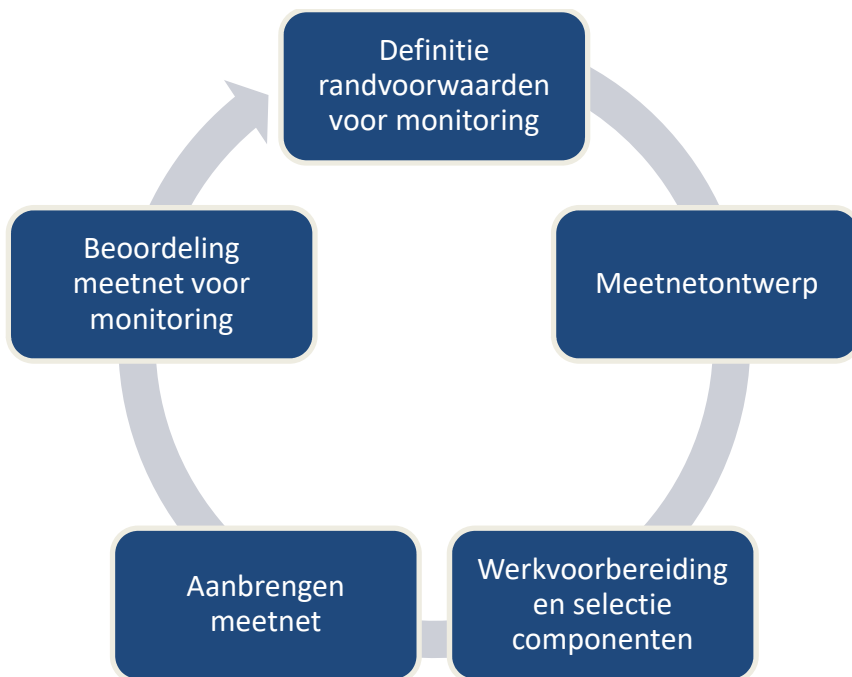 Definitie
randvoorwaarden
voor monitoring
Meetnetontwerp
Werkvoorbereiding
en selectie
componenten
Aanbrengen
meetnet
Beoordeling
meetnet voor
monitoring